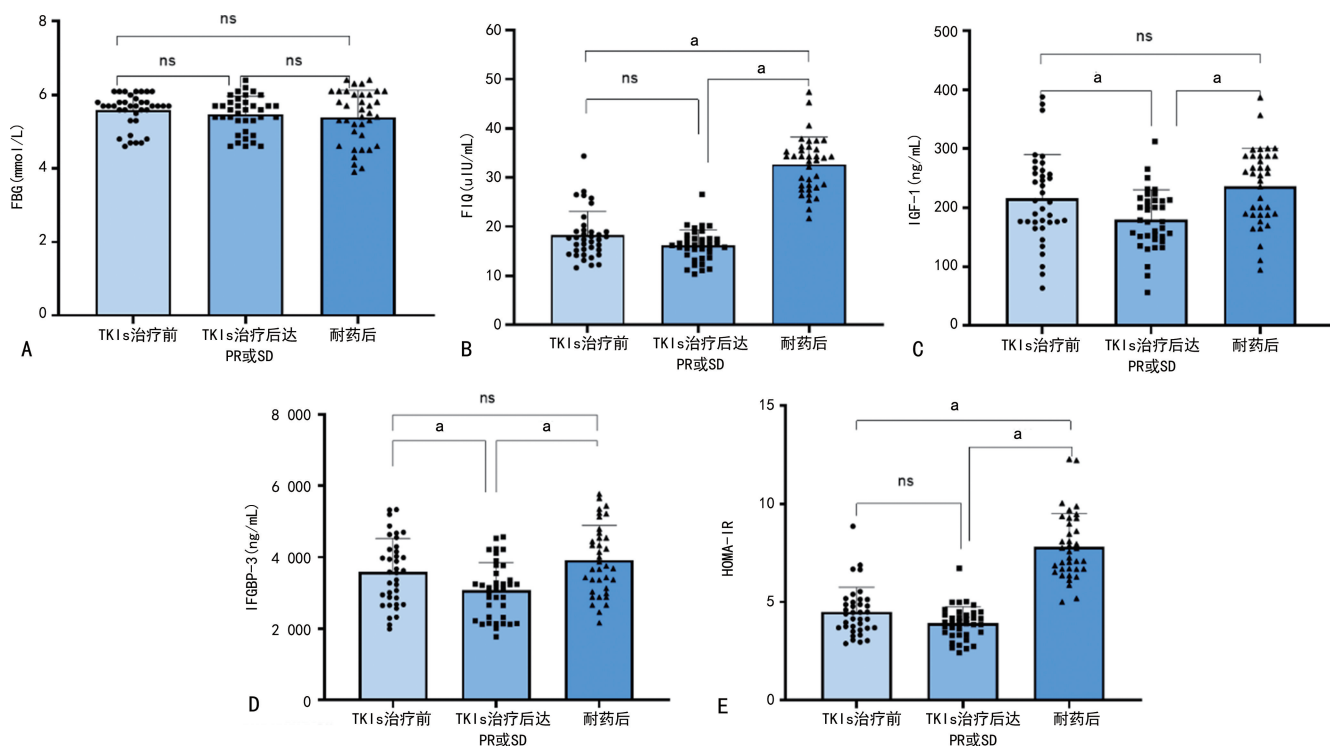 8
6
4
2
0
FBG(mmol/L)
ns
ns
ns
TKIs治疗前
TKIs治疗后达
PR或SD
耐药后
A
60
50
40
30
20
10
0
FIQ(uIU/mL)
a
ns
a
TKIs治疗前
TKIs治疗后达
PR或SD
耐药后
B
500
400
300
200
100
0
IGF-1(ng/mL)
ns
a
a
TKIs治疗前
TKIs治疗后达
PR或SD
耐药后
C
8 000
6 000
4 000
2 000
0
IFGBP-3(ng/mL)
ns
a
a
TKIs治疗前
TKIs治疗后达
PR或SD
耐药后
D
15
10
5
0
HOMA-IR
a
ns
a
TKIs治疗前
TKIs治疗后达
PR或SD
耐药后
E